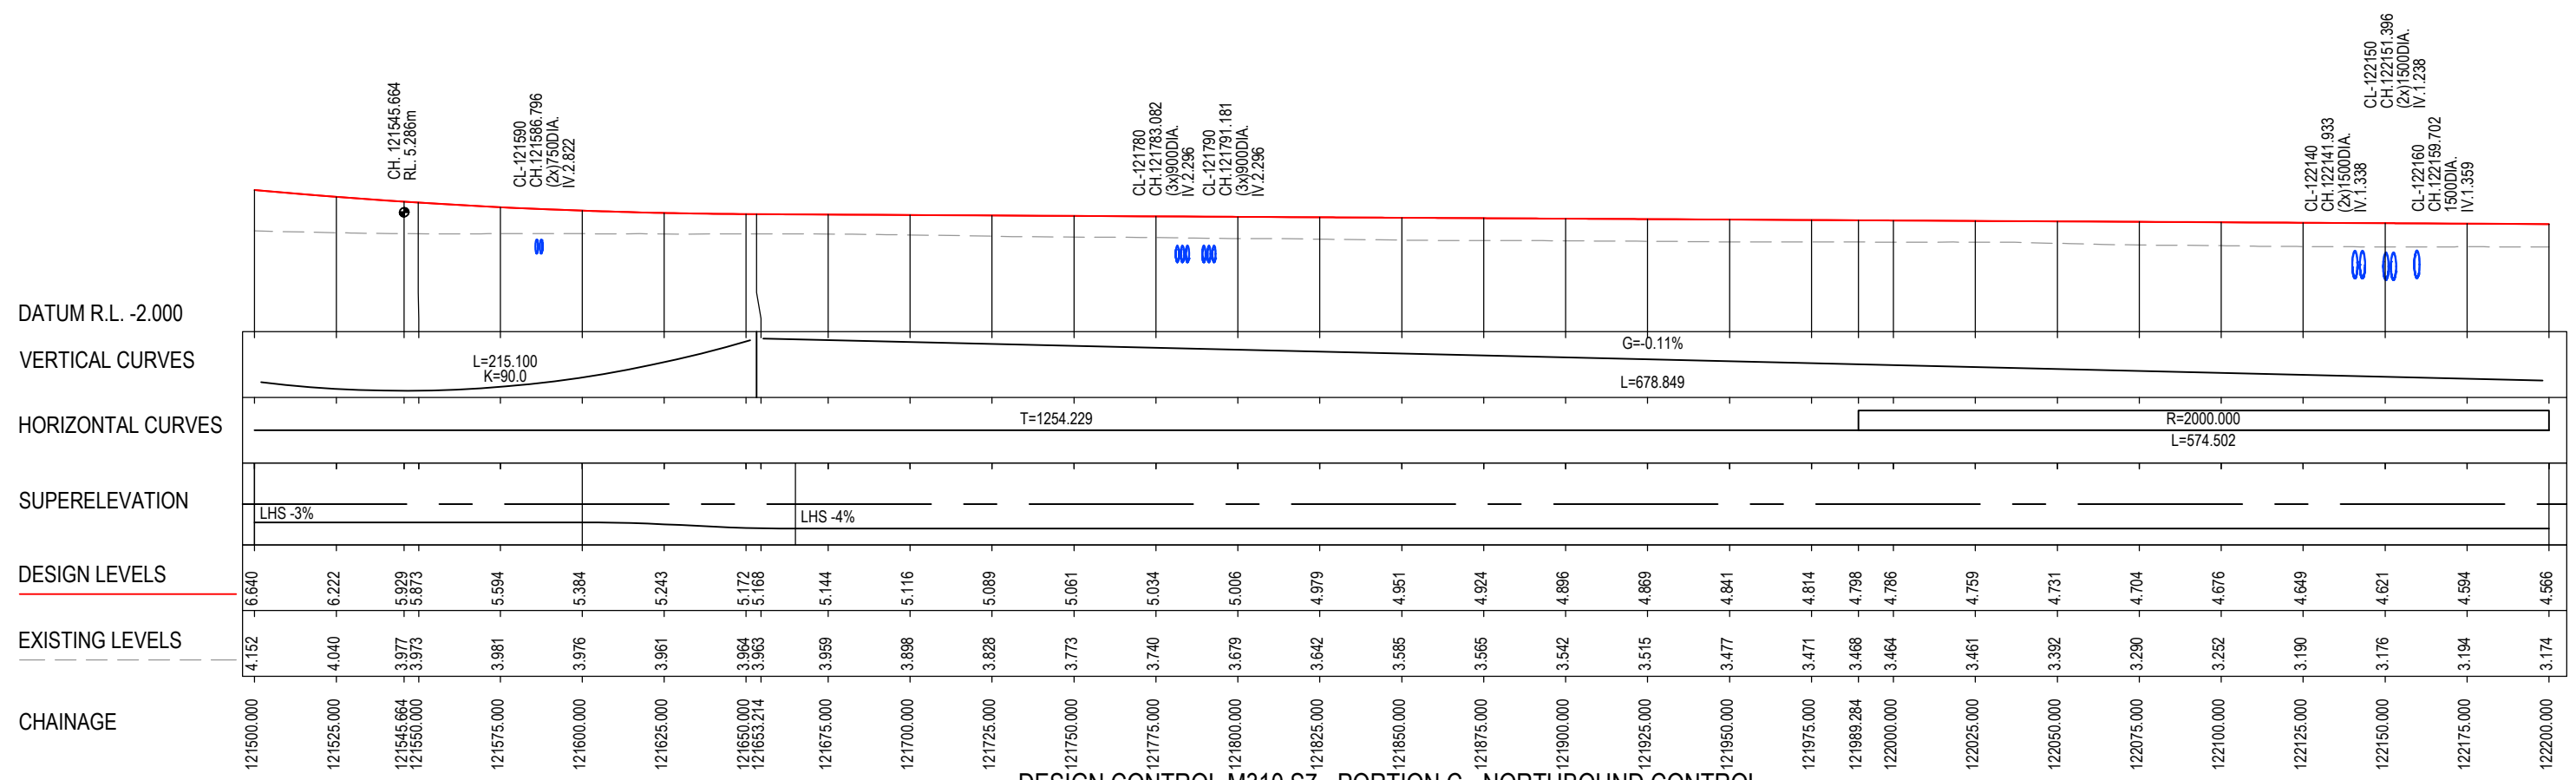 CH. 121545.664
RL. 5.286m
CL-121590
CH.121586.796
(2x)750DIA.
IV.2.822
CL-121780
CH.121783.082
(3x)900DIA.
IV.2.296
CL-121790
CH.121791.181
(3x)900DIA.
IV.2.296
CL-122140
CH.122141.933
(2x)1500DIA.
IV.1.338
CL-122150
CH.122151.396
(2x)1500DIA.
IV.1.238
CL-122160
CH.122159.702
1500DIA.
IV.1.359
DATUM R.L. -2.000
VERTICAL CURVES
L=215.100
K=90.0
G=-0.11%
L=678.849
HORIZONTAL CURVES
T=1254.229
R=2000.000
L=574.502
SUPERELEVATION
LHS -3%
LHS -4%
DESIGN LEVELS
6.640 6.222 5.929 5.873 5.594 5.384 5.243 5.172 5.168 5.144 5.116 5.089 5.061 5.034 5.006 4.979 4.951 4.924 4.896 4.869 4.841 4.814 4.798 4.786 4.759 4.731 4.704 4.676 4.649 4.621 4.594 4.566
EXISTING LEVELS
4.152 4.040 3.977 3.973 3.981 3.976 3.961 3.964 3.963 3.959 3.898 3.828 3.773 3.740 3.679 3.642 3.585 3.565 3.542 3.515 3.477 3.471 3.468 3.464 3.461 3.392 3.290 3.252 3.190 3.176 3.194 3.174
CHAINAGE
121500.000 121525.000 121545.664 121550.000 121575.000 121600.000 121625.000 121650.000 121653.214 121675.000 121700.000 121725.000 121750.000 121775.000 121800.000 121825.000 121850.000 121875.000 121900.000 121925.000 121950.000 121975.000 121989.284 122000.000 122025.000 122050.000 122075.000 122100.000 122125.000 122150.000 122175.000 122200.000
DESIGN CONTROL M310 S7 - PORTION C - NORTHBOUND CONTROL